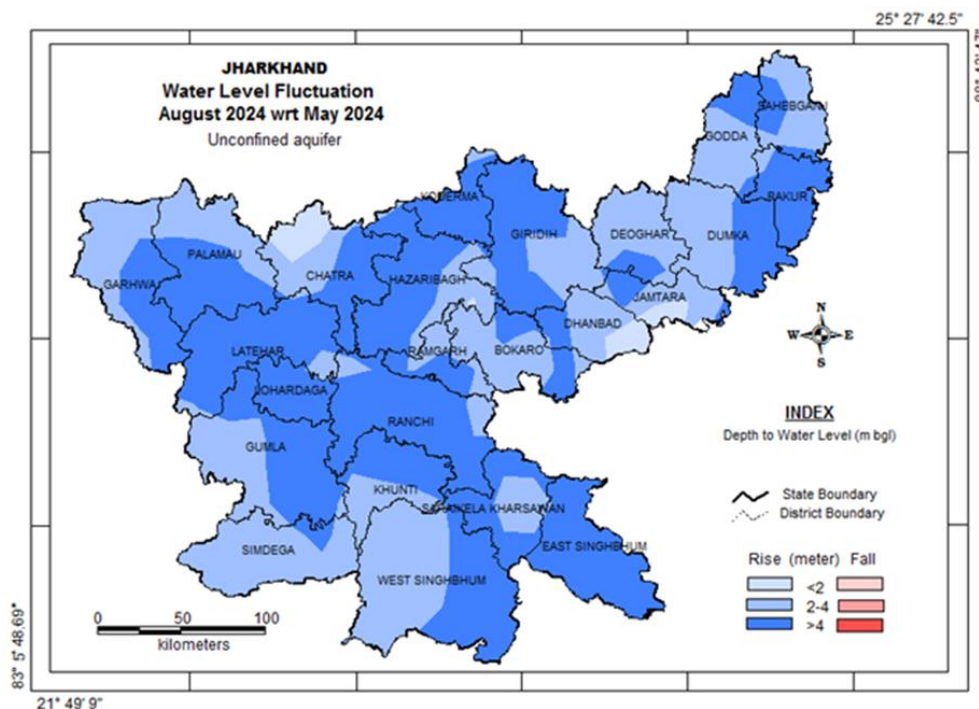 25° 27' 42.5"
JHARKHAND
Water Level Fluctuation
August 2024 wrt May 2024
Unconfined aquifer
SAHEBGANJ
GODDA
PAKUR
KODERMA
GIRIDIH
DEOGHAR
DUMKA
PALAMAU
GARHWA
CHATRA
HAZARIBAGH
JAMTARA
DHANBAD
LATEHAR
RAMGARH
BOKARO
LOHARDAGA
RANCHI
GUMLA
KHUNTI
SARAIKELA KHARSAWAN
SIMDEGA
EAST SINGHBHUM
WEST SINGHBHUM
N
W E
S
INDEX
Depth to Water Level (m bgl)
State Boundary
District Boundary
Rise (meter) Fall
<2
2-4
>4
0 50 100
kilometers
83° 5' 48.69"
21° 49' 9"